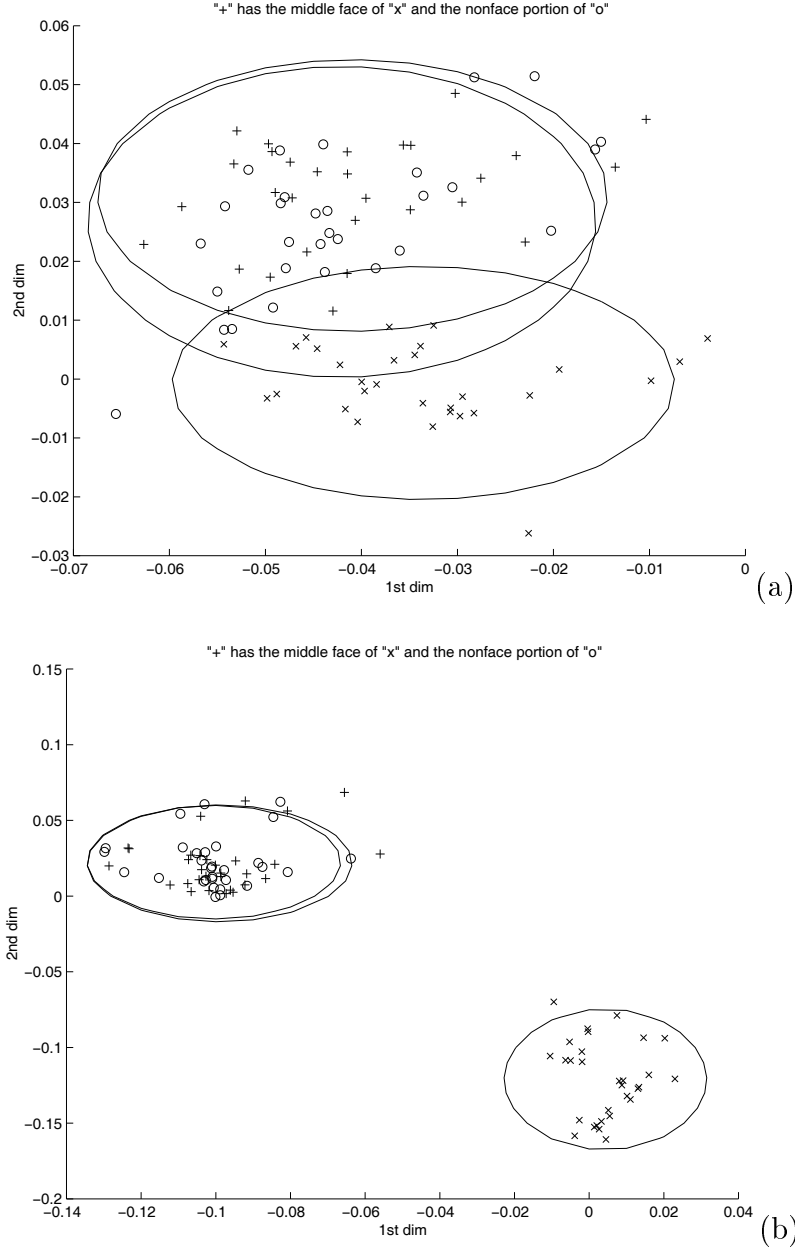 "+" has the middle face of "x" and the nonface portion of "o"
0.06
0.05
0.04
0.03
0.02
0.01
0
−0.01
−0.02
−0.03
2nd dim
−0.07 −0.06 −0.05 −0.04 −0.03 −0.02 −0.01 0
1st dim
(a)
"+" has the middle face of "x" and the nonface portion of "o"
0.15
0.1
0.05
0
−0.05
−0.1
−0.15
−0.2
2nd dim
−0.14 −0.12 −0.1 −0.08 −0.06 −0.04 −0.02 0 0.02 0.04
1st dim
(b)